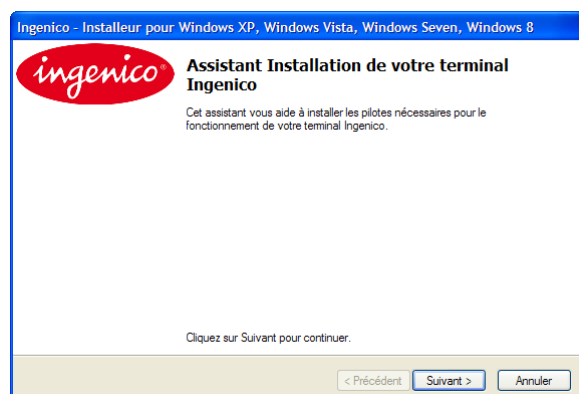 Ingenico - Installeur pour Windows XP, Windows Vista, Windows Seven, Windows 8
ingenico®
Assistant Installation de votre terminal
Ingenico
Cet assistant vous aide à installer les pilotes nécessaires pour le
fonctionnement de votre terminal Ingenico.
Cliquez sur Suivant pour continuer.
< Précédent
Suivant >
Annuler